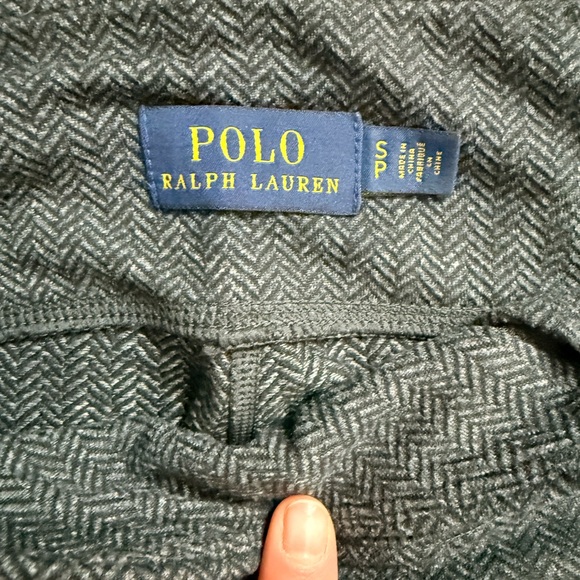 POLO
RALPH LAUREN
S
P
MADE IN
CHINA
FABRIQUÉ
EN
CHINE